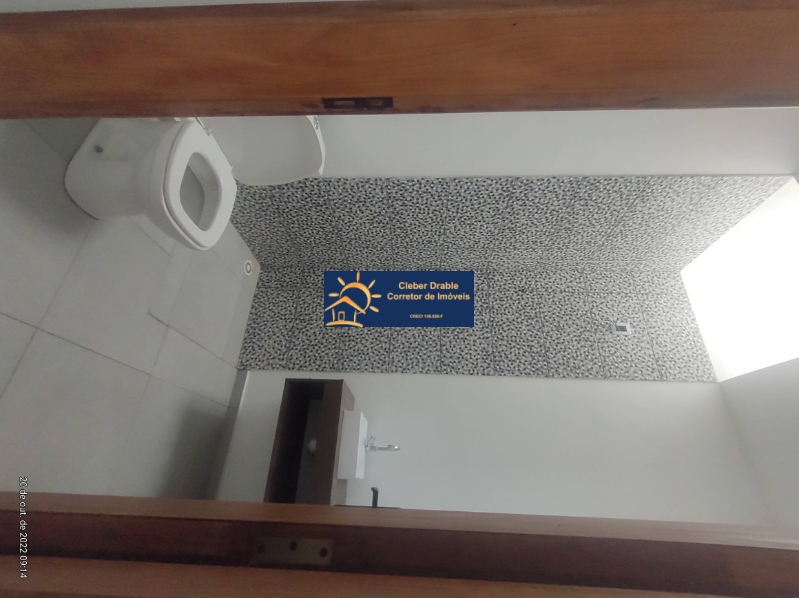 Cleber Drable
Corretor de Imóveis
20 de out. de 2022 09:14